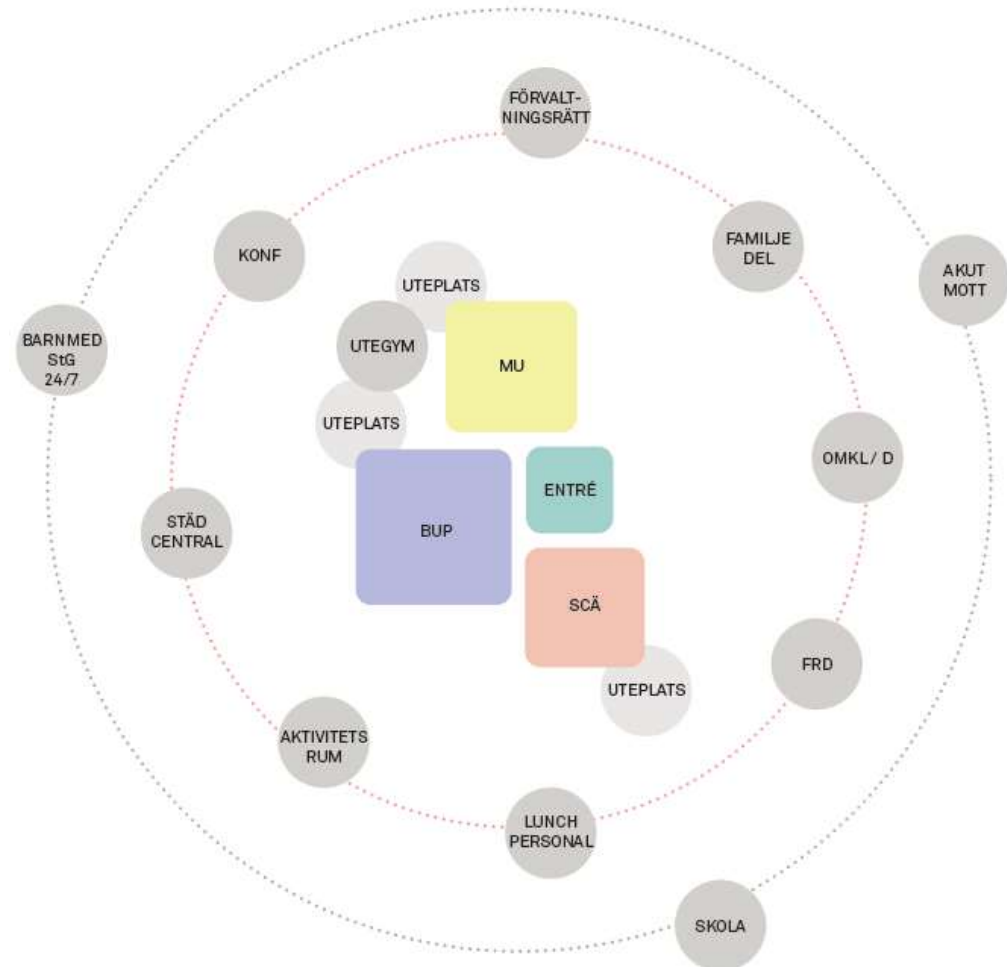 FÖRVALT-
NINGSRÄTT
FAMILJE
DEL
KONF
AKUT
MOTT
UTEPLATS
BARNMED
StG
24/7
UTEGYM
MU
UTEPLATS
OMKL / D
ENTRÉ
STÄD
CENTRAL
BUP
SCÄ
FRD
UTEPLATS
AKTIVITETS
RUM
LUNCH
PERSONAL
SKOLA